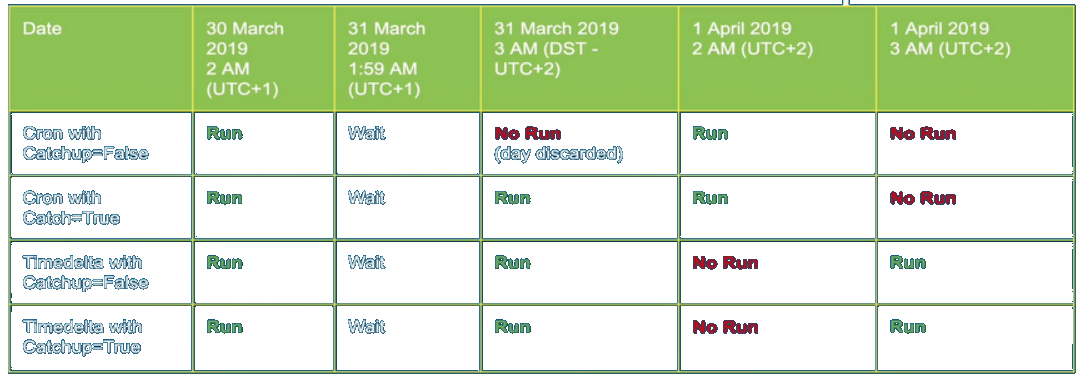 Date
30 March
2019
2 AM
(UTC+1)
31 March
2019
1:59 AM
(UTC+1)
31 March 2019
3 AM (DST -
UTC+2)
1 April 2019
2 AM (UTC+2)
1 April 2019
3 AM (UTC+2)
Cron with
Catchup=False
Run
Wait
No Run
(day discarded)
Run
No Run
Cron with
Catch=True
Run
Wait
Run
Run
No Run
Timedelta with
Catchup=False
Run
Wait
Run
No Run
Run
Timedelta with
Catchup=True
Run
Wait
Run
No Run
Run